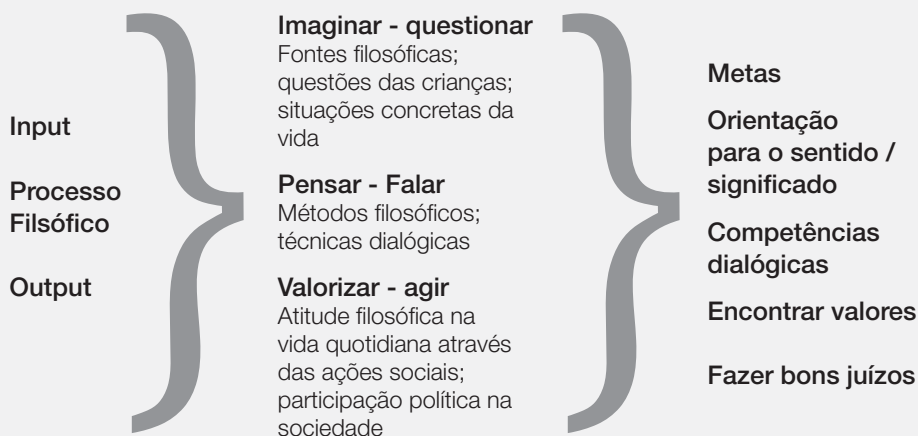 Input
Processo
Filsófico
Output
Imaginar - questionar
Fontes filosóficas;
questões das crianças;
situações concretas da
vida
Pensar - Falar
Métodos filosóficos;
técnicas dialógicas
Valorizar - agir
Atitude filosófica na
vida quotidiana através
das ações sociais;
participação política na
sociedade
Metas
Orientação
para o sentido /
significado
Competências
dialógicas
Encontrar valores
Fazer bons juízos